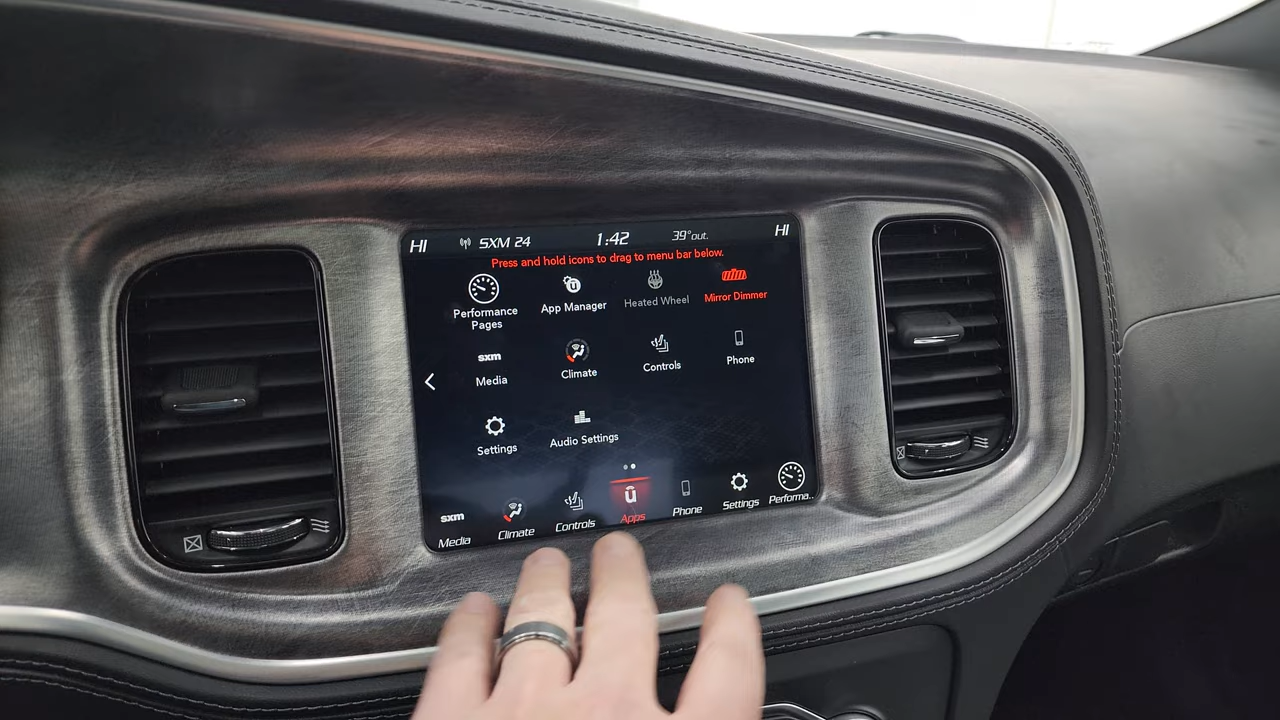 HI SXM 24 1:42 39°out. HI
Press and hold icons to drag to menu bar below.
Performance
Pages
App Manager
Heated Wheel
Mirror Dimmer
sxm
Media
Climate
Controls
Phone
Settings
Audio Settings
sxm
Media
Climate
Controls
û
Apps
Phone
Settings
Performa..